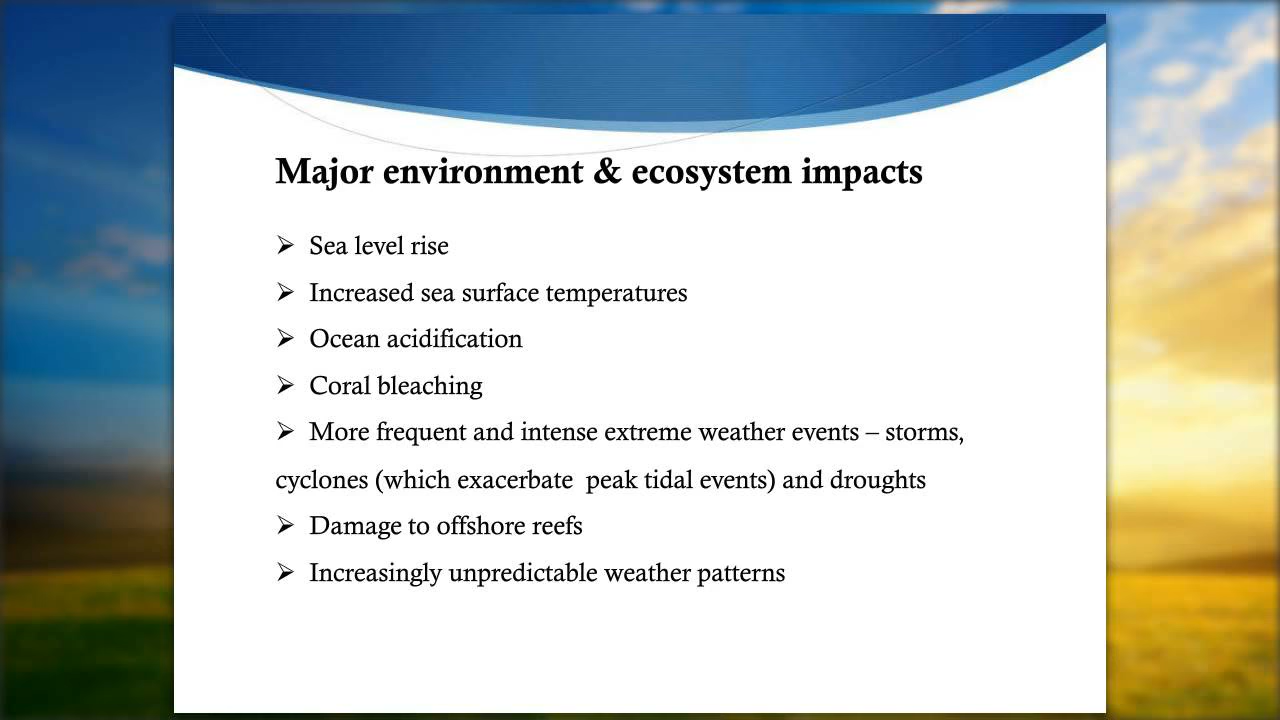 Major environment & ecosystem impacts
➢ Sea level rise
➢ Increased sea surface temperatures
➢ Ocean acidification
➢ Coral bleaching
➢ More frequent and intense extreme weather events – storms,
cyclones (which exacerbate  peak tidal events) and droughts
➢ Damage to offshore reefs
➢ Increasingly unpredictable weather patterns